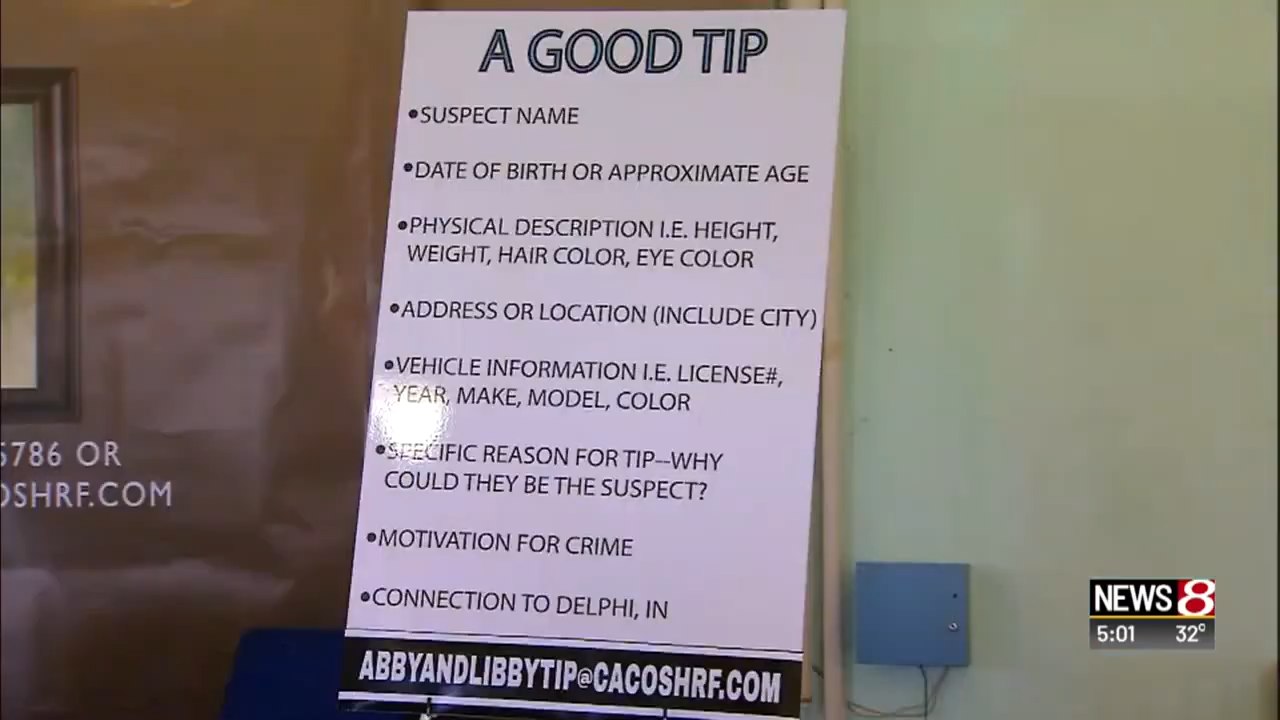 A GOOD TIP
•SUSPECT NAME
•DATE OF BIRTH OR APPROXIMATE AGE
•PHYSICAL DESCRIPTION I.E. HEIGHT,
WEIGHT, HAIR COLOR, EYE COLOR
•ADDRESS OR LOCATION (INCLUDE CITY)
•VEHICLE INFORMATION I.E. LICENSE#,
YEAR, MAKE, MODEL, COLOR
•SPECIFIC REASON FOR TIP--WHY
COULD THEY BE THE SUSPECT?
•MOTIVATION FOR CRIME
•CONNECTION TO DELPHI, IN
ABBYANDLIBBYTIP@CACOSHRF.COM
5786 OR
OSHRF.COM
NEWS 8
5:01 32°